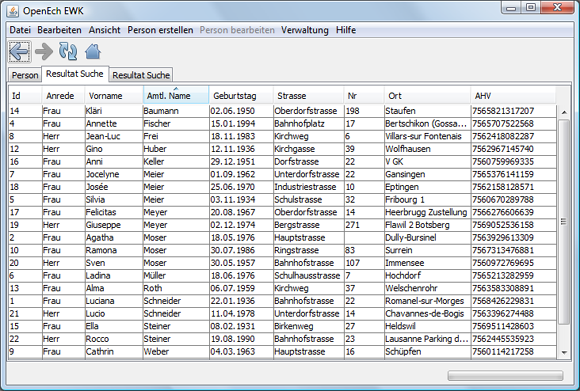 OpenEch EWK
Datei Bearbeiten Ansicht Person erstellen Person bearbeiten Verwaltung Hilfe
Person Resultat Suche Resultat Suche
Id Anrede Vorname Amtl. Name Geburtstag Strasse Nr Ort AHV
14 Frau Kläri Baumann 02.06.1950 Oberdorfstrasse 198 Staufen 7565821317207
4 Frau Annette Fischer 15.01.1994 Bahnhofplatz 17 Bertschikon (Gossa... 7565707522568
8 Herr Jean-Luc Frei 18.11.1983 Kirchweg 6 Villars-sur Fontenais 7562418082287
12 Herr Gino Huber 12.11.1936 Kirchgasse 39 Wolfhausen 7562967145740
16 Frau Anni Keller 29.12.1951 Dorfstrasse 22 V GK 7560759969335
7 Frau Jocelyne Meier 01.09.1962 Unterdorfstrasse 22 Gansingen 7565376141159
18 Frau Josée Meier 25.06.1970 Industriestrasse 10 Eptingen 7562158128571
5 Frau Silvia Meier 03.11.1934 Schulstrasse 32 Fribourg 1 7560670289788
17 Frau Felicitas Meyer 20.08.1967 Oberdorfstrasse 14 Heerbrugg Zustellung 7566276606639
19 Herr Giuseppe Meyer 02.12.1974 Bergstrasse 271 Flawil 2 Botsberg 7569052536158
2 Frau Agatha Moser 18.05.1976 Hauptstrasse Dully-Bursinel 7563929613309
10 Frau Ramona Moser 30.07.1986 Ringstrasse 83 Surrein 7567313476881
20 Herr Sven Moser 30.05.1957 Bahnhofstrasse 107 Immensee 7560972769695
6 Frau Ladina Müller 18.06.1976 Schulhausstrasse 7 Hochdorf 7565213282959
13 Frau Alma Roth 06.07.1959 Kirchweg 37 Welschenrohr 7563583308891
1 Frau Luciana Schneider 22.01.1936 Bahnhofstrasse 22 Romanel-sur-Morges 7568426229831
21 Herr Lucio Schneider 11.04.1978 Unterdorfstrasse 14 Chavannes-de-Bogis 7563396274488
15 Frau Ella Steiner 08.02.1931 Birkenweg 27 Heldswil 7569511428603
22 Herr Rocco Steiner 19.08.1990 Bahnhofstrasse 23 Lausanne Parking d... 7562445535923
9 Frau Cathrin Weber 04.03.1963 Hauptstrasse 16 Schüpfen 7560114217258